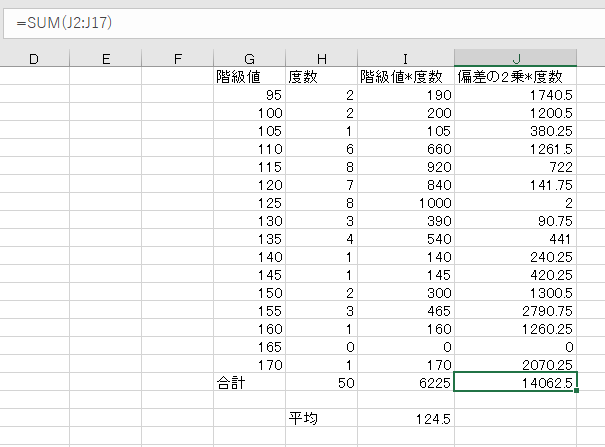 =SUM(J2:J17)
D E F G H I J
階級値 度数 階級値*度数 偏差の2乗*度数
95 2 190 1740.5
100 2 200 1200.5
105 1 105 380.25
110 6 660 1261.5
115 8 920 722
120 7 840 141.75
125 8 1000 2
130 3 390 90.75
135 4 540 441
140 1 140 240.25
145 1 145 420.25
150 2 300 1300.5
155 3 465 2790.75
160 1 160 1260.25
165 0 0 0
170 1 170 2070.25
合計 50 6225 14062.5
平均 124.5